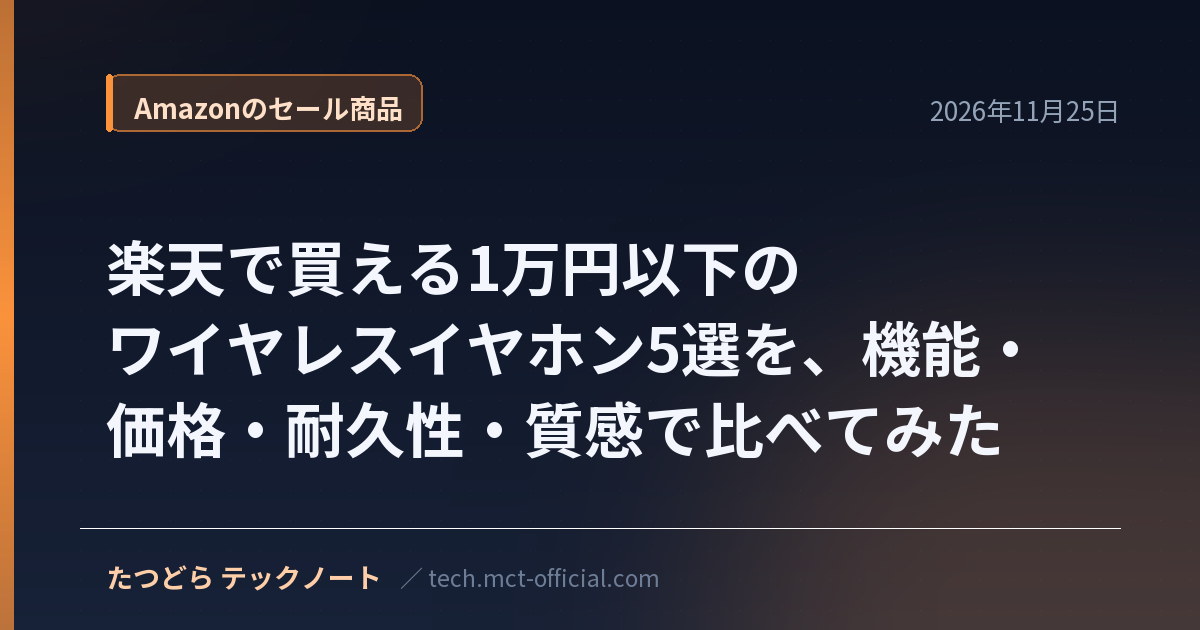 Amazonのセール商品
2026年11月25日
楽天で買える1万円以下の
ワイヤレスイヤホン5選を、機能・
価格・耐久性・質感で比べてみた
たつどら テックノート ／ tech.mct-official.com